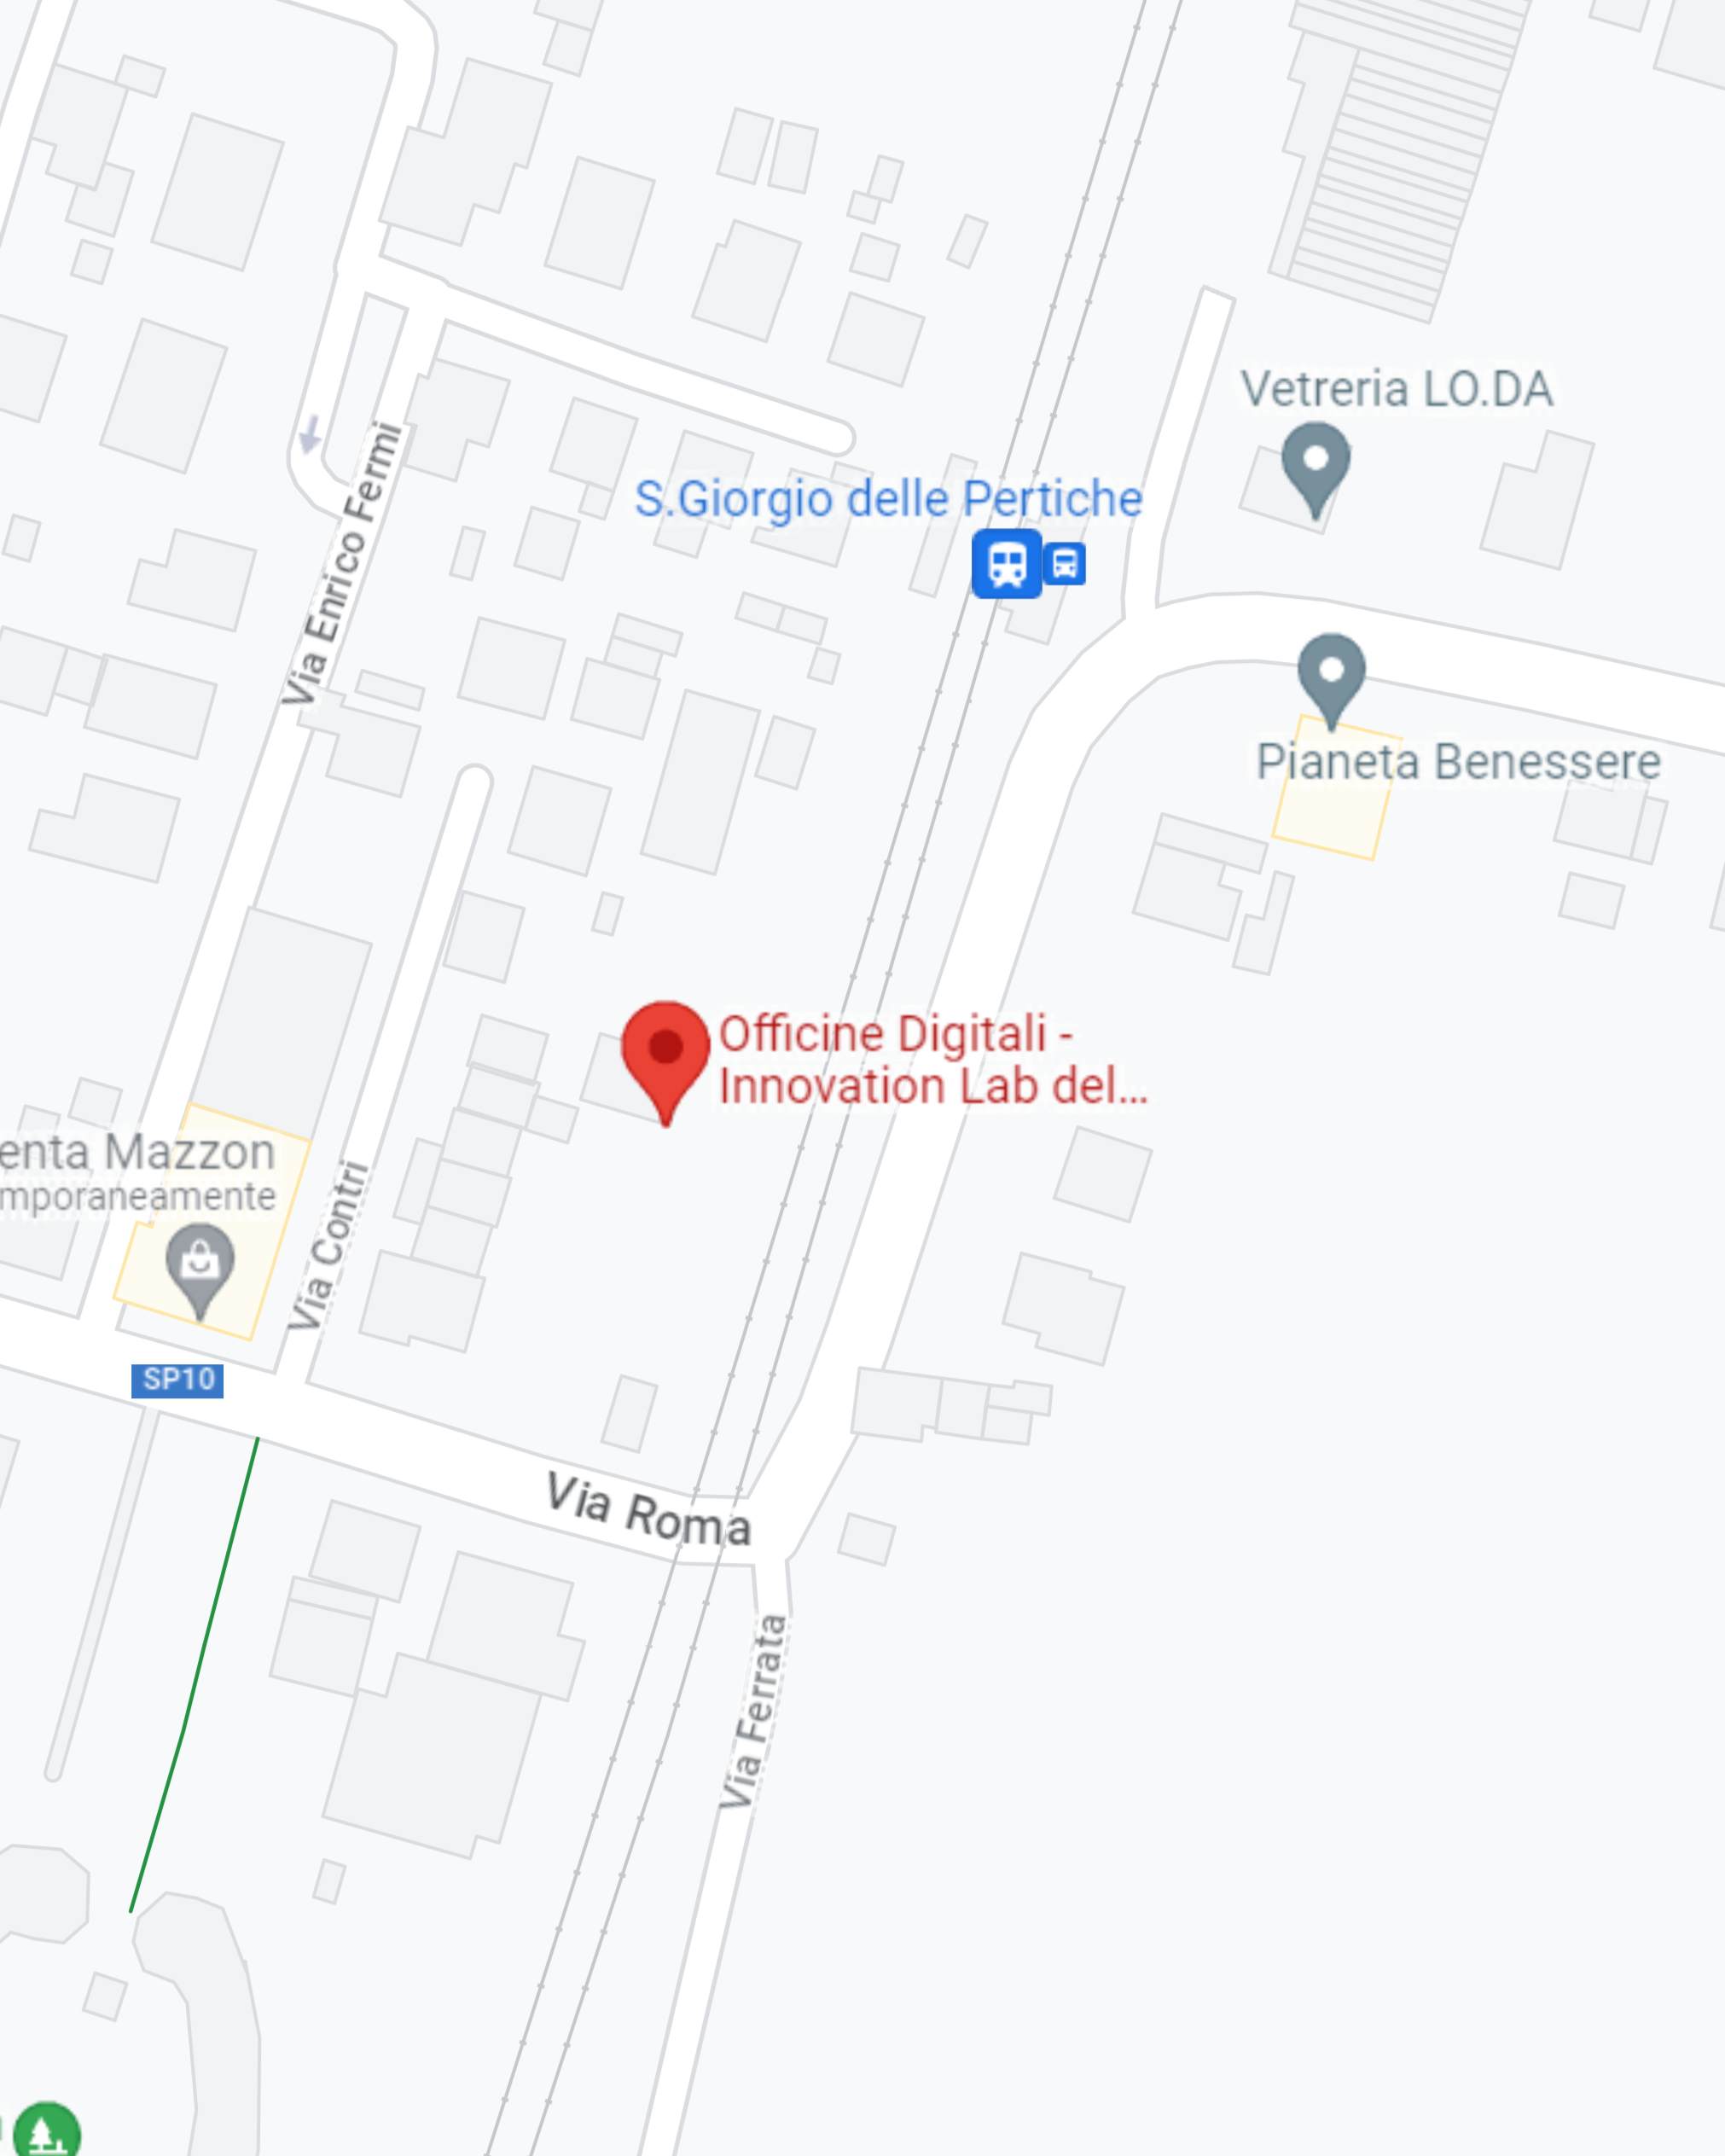 Vetreria LO.DA
S.Giorgio delle Pertiche
Via Enrico Fermi
Pianeta Benessere
Officine Digitali -
Innovation Lab del...
enta Mazzon
mporaneamente
Via Contri
SP10
Via Roma
Via Ferrata